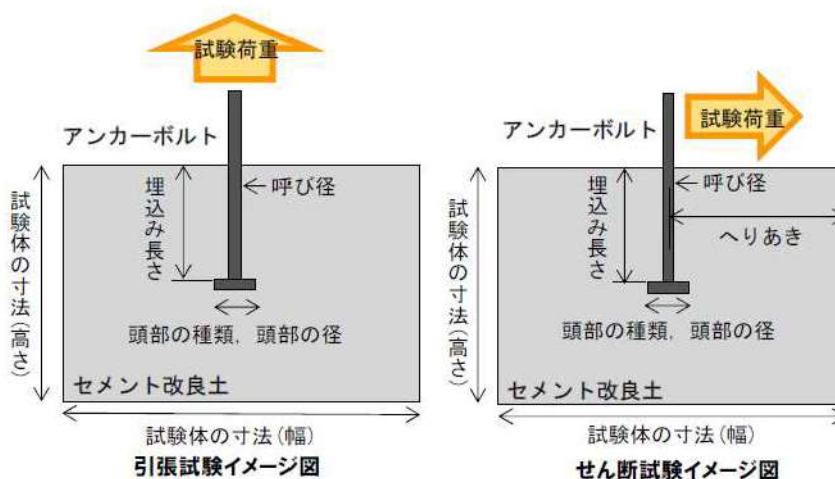 試験荷重
アンカーボルト
呼び径
埋込み長さ
試験体の寸法(高さ)
頭部の種類，頭部の径
セメント改良土
試験体の寸法(幅)
引張試験イメージ図
試験荷重
アンカーボルト
呼び径
埋込み長さ
へりあき
試験体の寸法(高さ)
頭部の種類，頭部の径
セメント改良土
試験体の寸法(幅)
せん断試験イメージ図